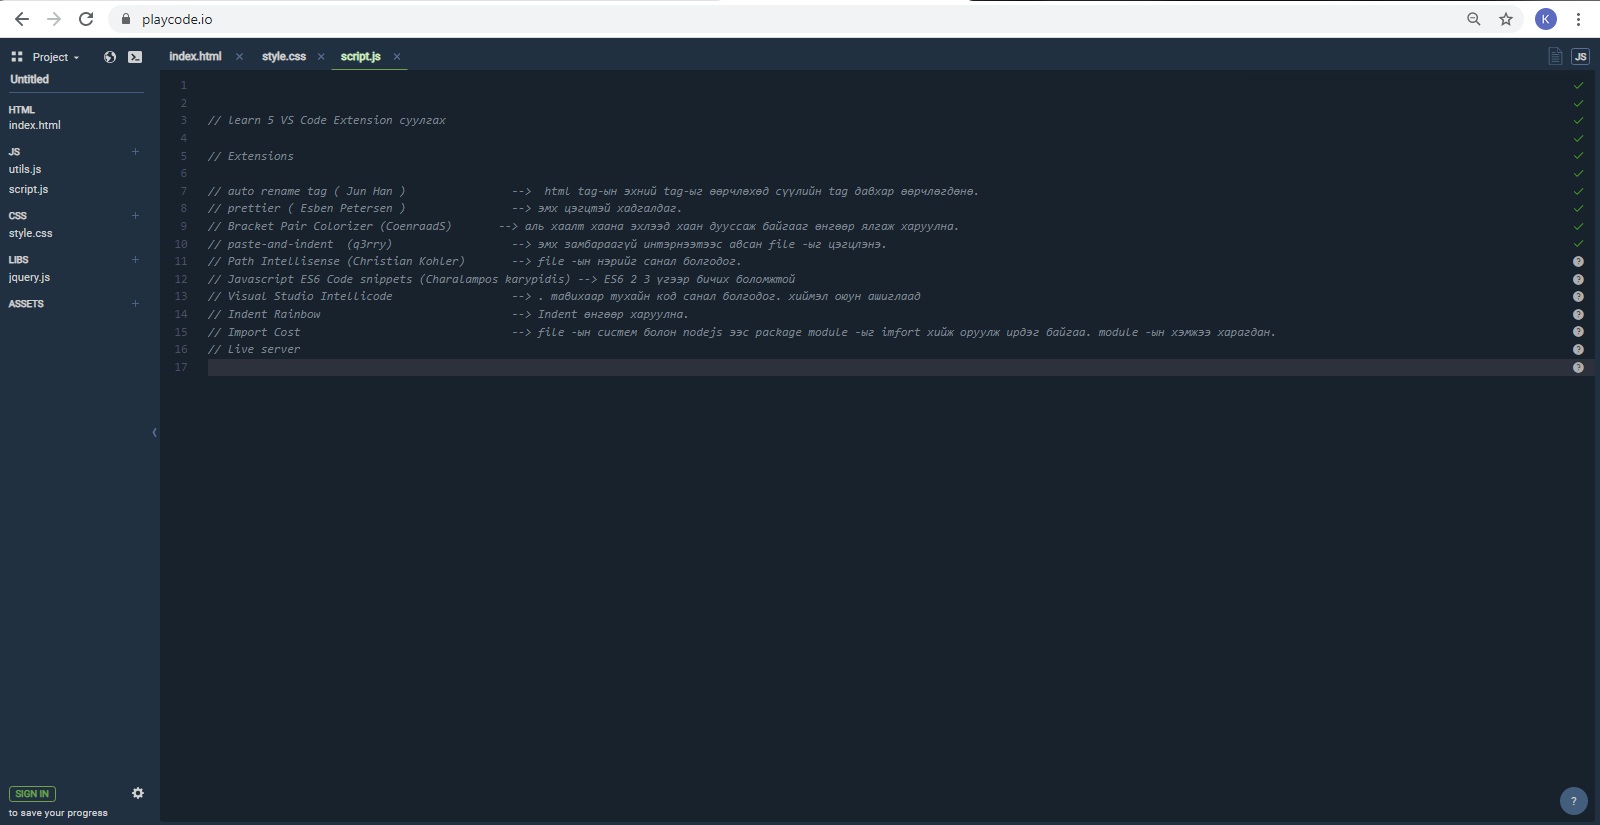 playcode.io
K
Project
index.html
style.css
script.js
JS
Untitled
HTML
index.html
JS
utils.js
script.js
CSS
style.css
LIBS
jquery.js
ASSETS
1
2
3 // learn 5 VS Code Extension суулгах
4
5 // Extensions
6
7 // auto rename tag ( Jun Han ) --> html tag-ын эхний tag-ыг өөрчлөхөд сүүлийн tag давхар өөрчлөгдөнө.
8 // prettier ( Esben Petersen ) --> эмх цэгцтэй хадгалдаг.
9 // Bracket Pair Colorizer (CoenraadS) --> аль хаалт хаана эхлээд хаан дууссаж байгааг өнгөөр ялгаж харуулна.
10 // paste-and-indent (q3rry) --> эмх замбараагүй интэрнээтээс авсан file -ыг цэгцлэнэ.
11 // Path Intellisense (Christian Kohler) --> file -ын нэрийг санал болгодог.
12 // Javascript ES6 Code snippets (Charalampos karypidis) --> ES6 2 3 үгээр бичих боломжтой
13 // Visual Studio Intellicode --> . тавихаар тухайн код санал болгодог. хиймэл оюун ашиглаад
14 // Indent Rainbow --> Indent өнгөөр харуулна.
15 // Import Cost --> file -ын систем болон nodejs ээс package module -ыг imfort хийж оруулж ирдэг байгаа. module -ын хэмжээ харагдан.
16 // Live server
17
SIGN IN
to save your progress
?